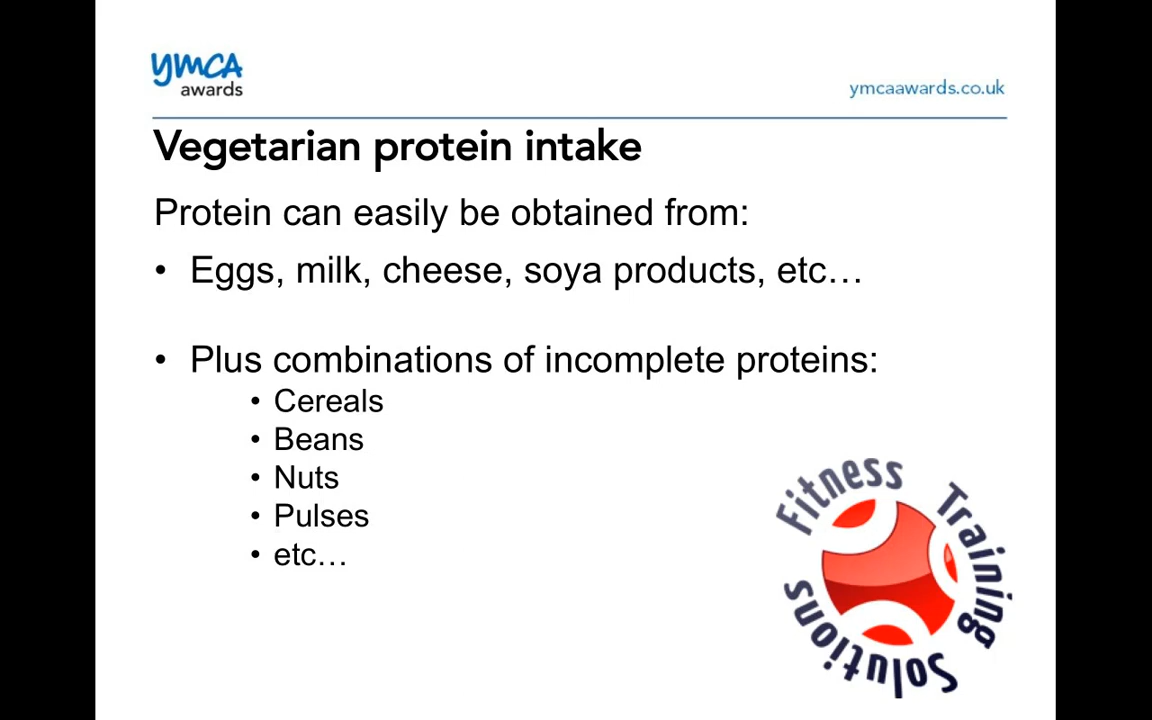 ymca
awards
ymcaawards.co.uk
Vegetarian protein intake
Protein can easily be obtained from:
• Eggs, milk, cheese, soya products, etc…
• Plus combinations of incomplete proteins:
• Cereals
• Beans
• Nuts
• Pulses
• etc…
Fitness Training Solutions